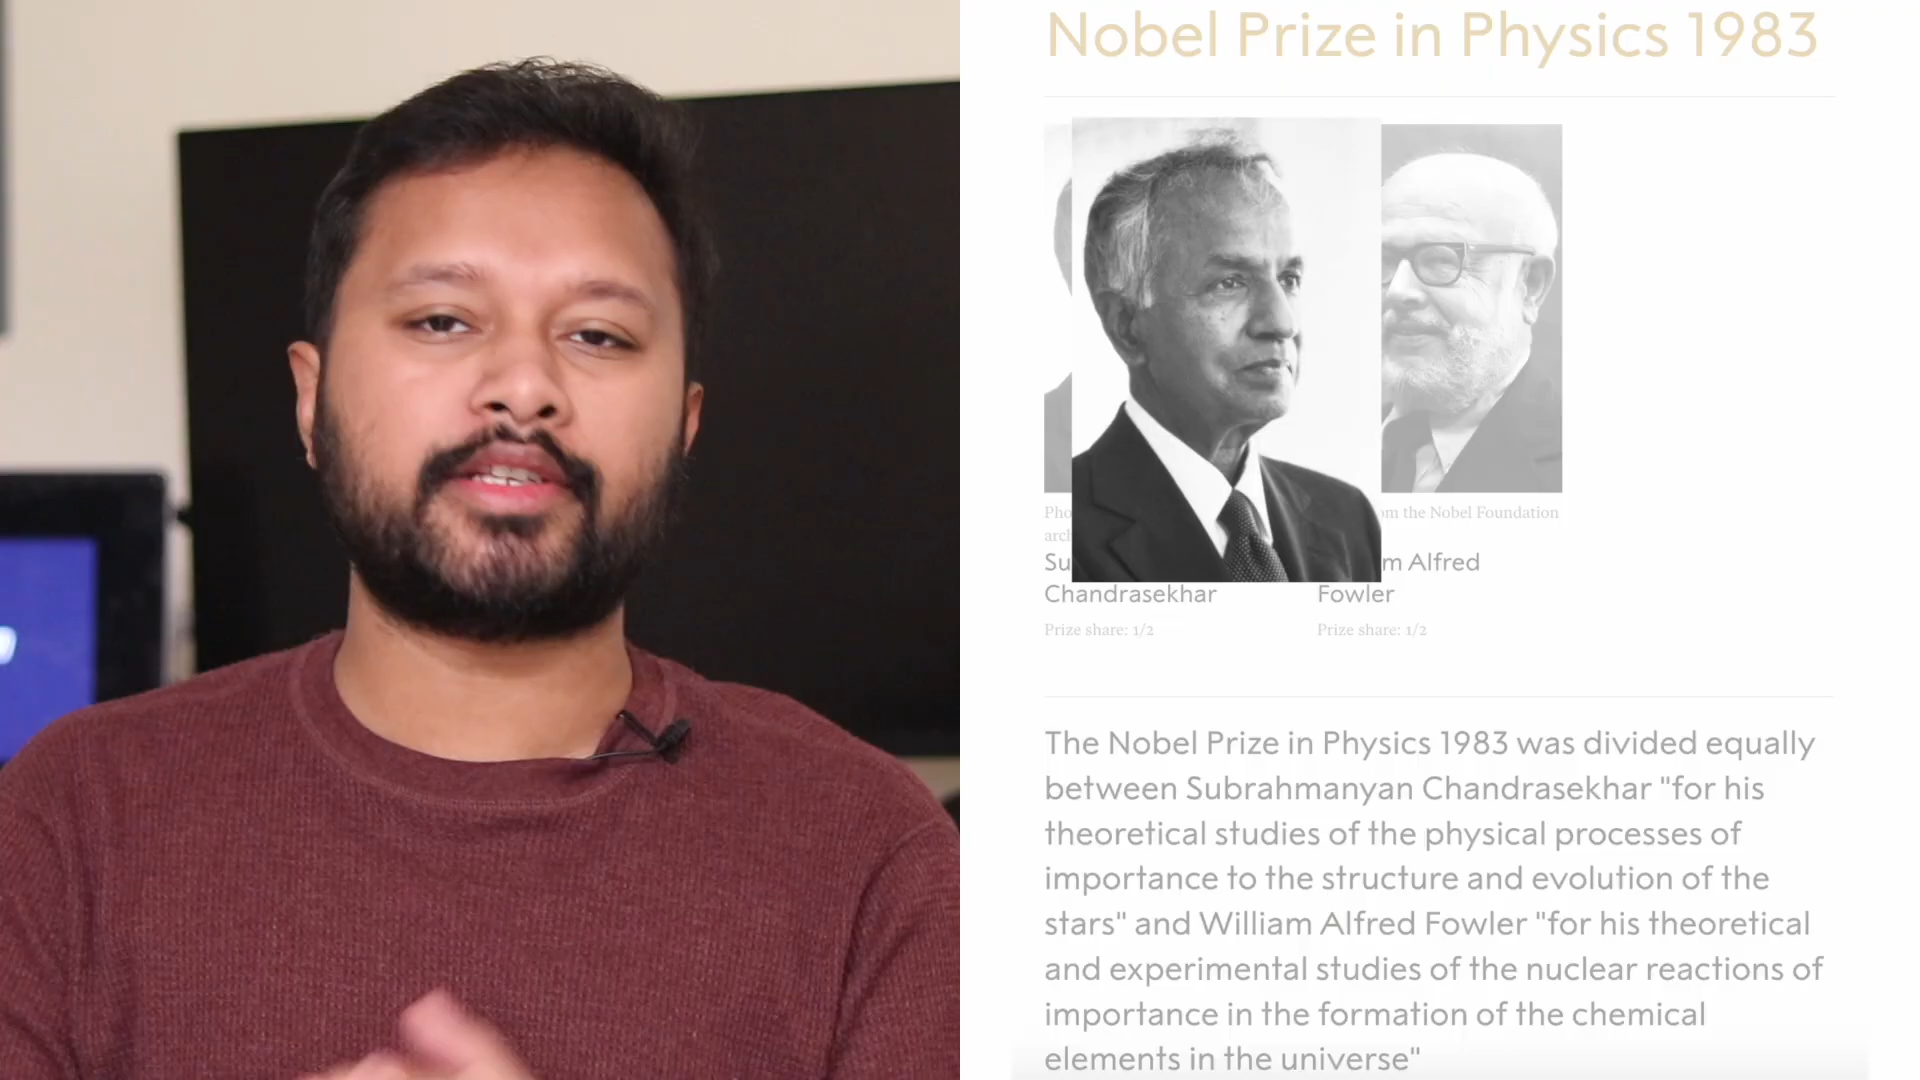 Nobel Prize in Physics 1983
om the Nobel Foundation
m Alfred
Chandrasekhar
Fowler
Prize share: 1/2
Prize share: 1/2
The Nobel Prize in Physics 1983 was divided equally
between Subrahmanyan Chandrasekhar "for his
theoretical studies of the physical processes of
importance to the structure and evolution of the
stars" and William Alfred Fowler "for his theoretical
and experimental studies of the nuclear reactions of
importance in the formation of the chemical
elements in the universe"